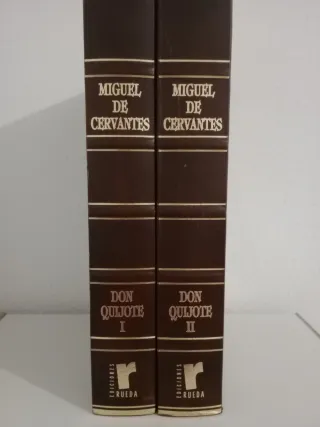 MIGUEL
DE
CERVANTES
DON
QUIJOTE
I
EDICIONES
RUEDA
MIGUEL
DE
CERVANTES
DON
QUIJOTE
II
EDICIONES
RUEDA